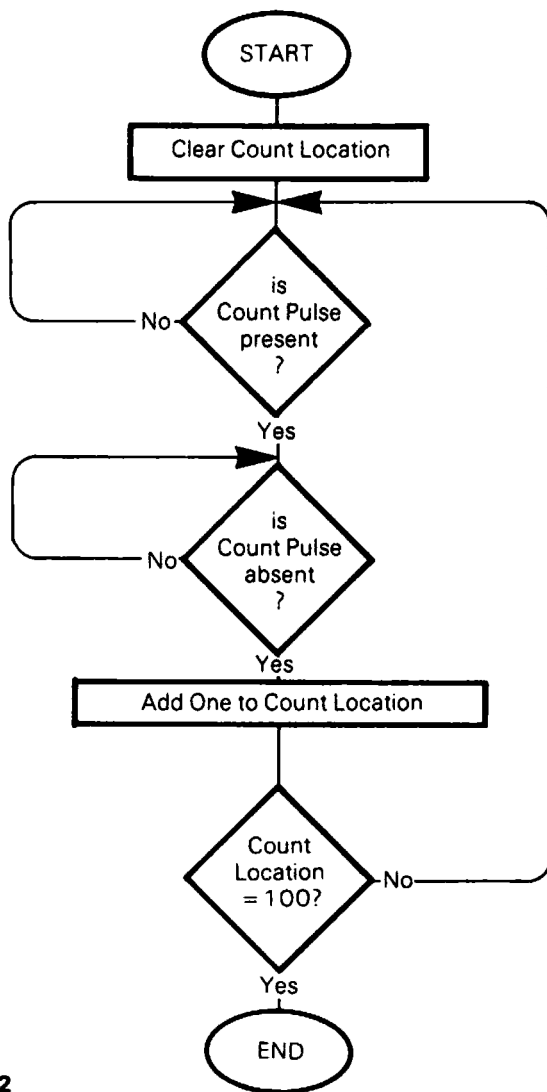 START
Clear Count Location
is
Count Pulse
present
?
No
Yes
is
Count Pulse
absent
?
No
Yes
Add One to Count Location
Count
Location
= 100?
No
Yes
END
2